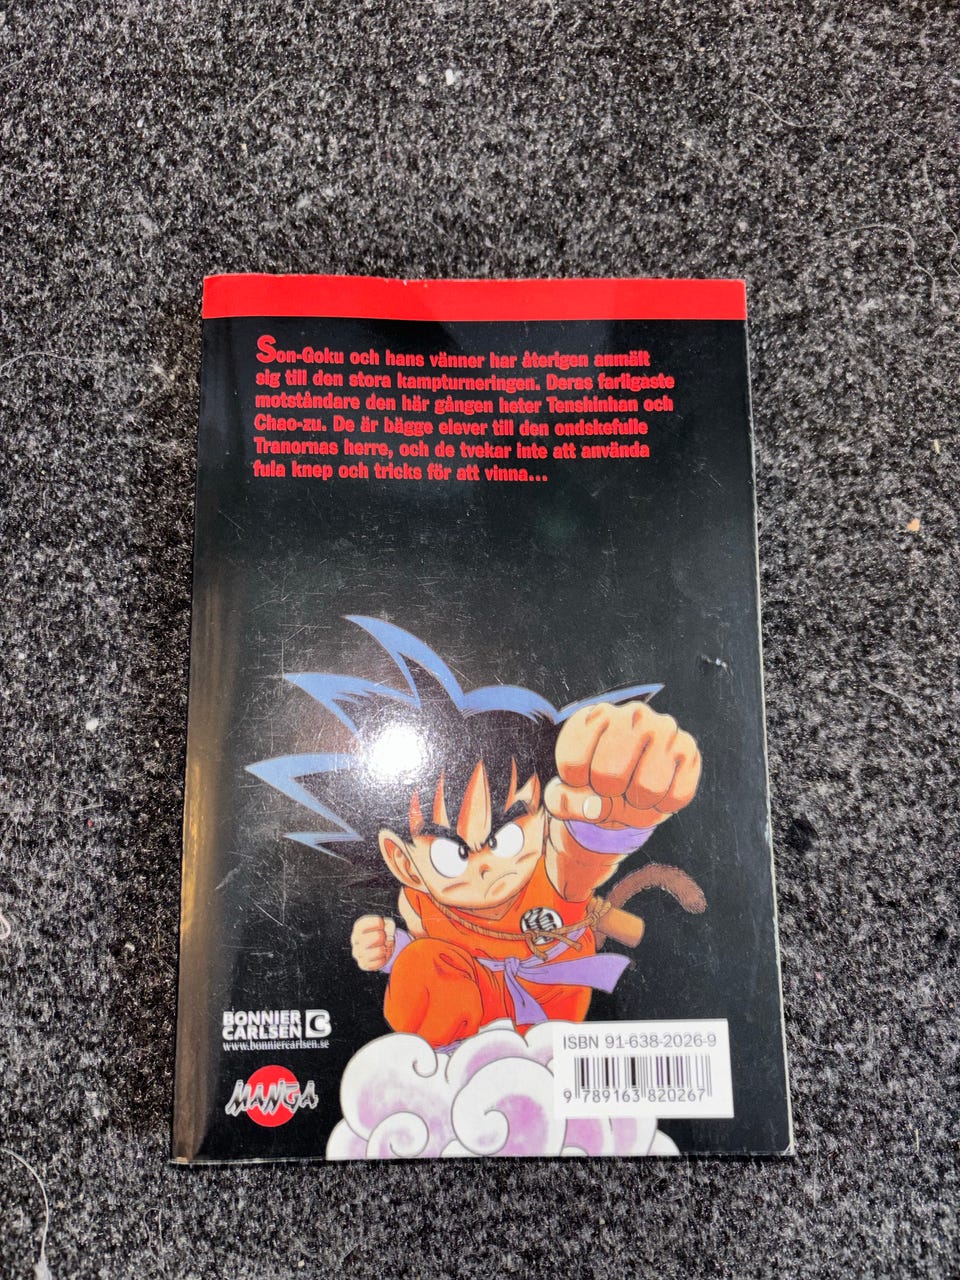 Son-Goku och hans vänner har återigen anmält
sig till den stora kampturneringen. Deras farligaste
motståndare den här gången heter Tenshinhan och
Chao-zu. De är bägge elever till den ondskefulle
Tranornas herre, och de tvekar inte att använda
fula knep och tricks för att vinna...
BONNIER
CARLSEN
www.bonniercarlsen.se
MANGA
ISBN 91-638-2026-9
9 789163 820267